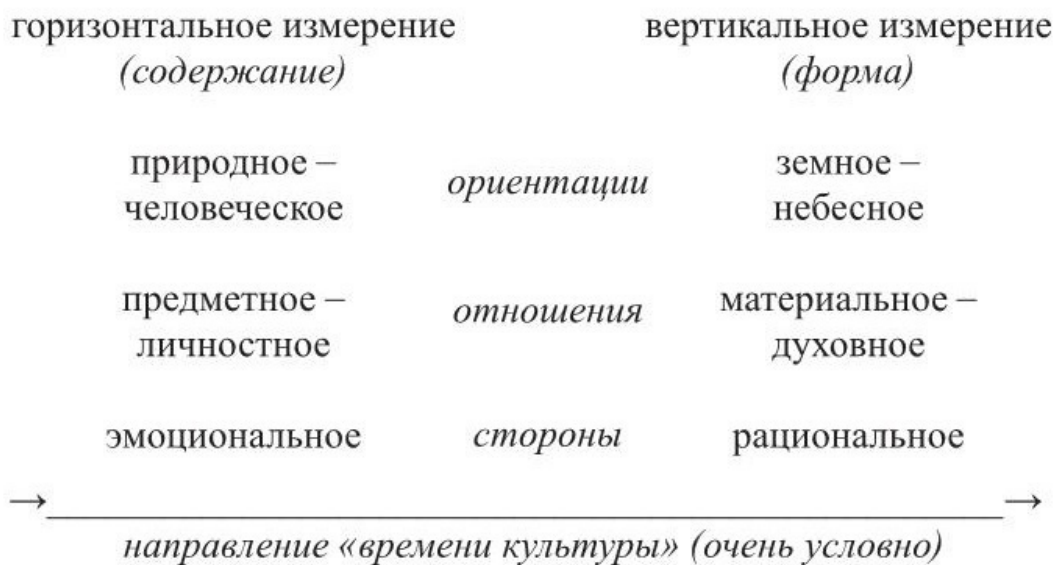 горизонтальное измерение вертикальное измерение
(содержание) (форма)
природное – земное –
ориентации
человеческое небесное
предметное – материальное –
отношения
личностное духовное
эмоциональное стороны рациональное
→ →
направление «времени культуры» (очень условно)